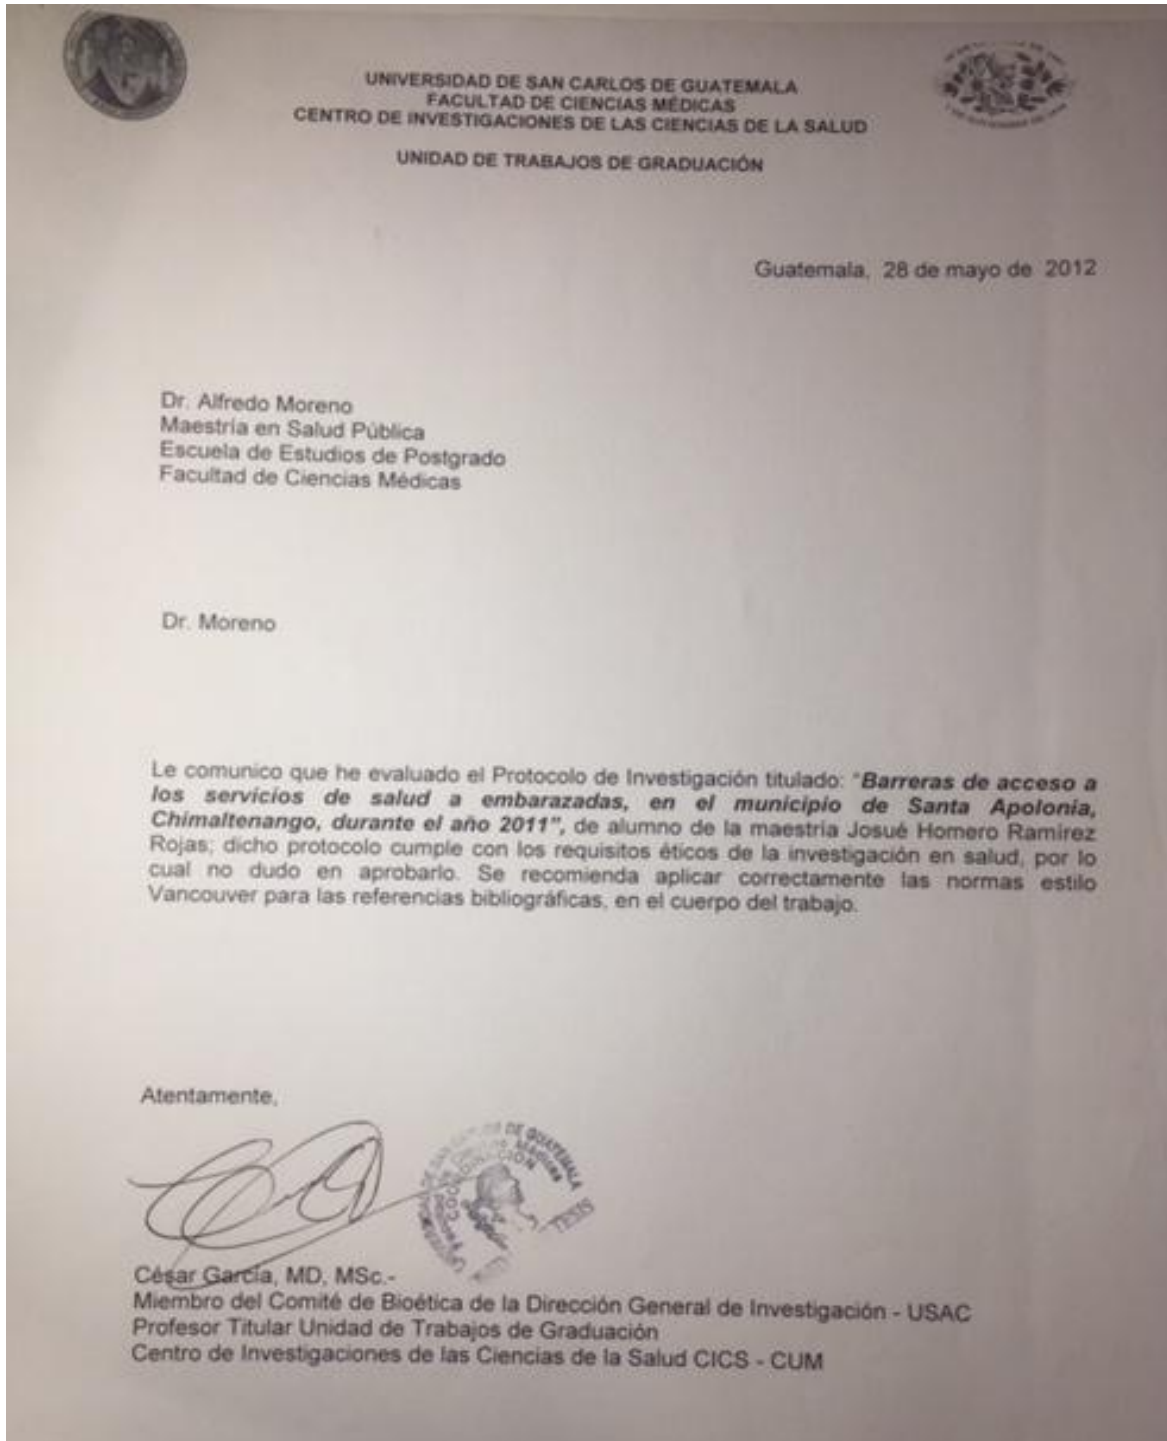 UNIVERSIDAD DE SAN CARLOS DE GUATEMALA
FACULTAD DE CIENCIAS MÉDICAS
CENTRO DE INVESTIGACIONES DE LAS CIENCIAS DE LA SALUD
UNIDAD DE TRABAJOS DE GRADUACIÓN
Guatemala, 28 de mayo de 2012
Dr. Alfredo Moreno
Maestría en Salud Pública
Escuela de Estudios de Postgrado
Facultad de Ciencias Médicas
Dr. Moreno
Le comunico que he evaluado el Protocolo de Investigación titulado: "Barreras de acceso a
los servicios de salud a embarazadas, en el municipio de Santa Apolonia,
Chimaltenango, durante el año 2011", de alumno de la maestría Josué Homero Ramírez
Rojas; dicho protocolo cumple con los requisitos éticos de la investigación en salud, por lo
cual no dudo en aprobarlo. Se recomienda aplicar correctamente las normas estilo
Vancouver para las referencias bibliográficas, en el cuerpo del trabajo.
Atentamente,
DE GUATEMALA
COORDINACIÓN
TESIS
César García, MD, MSc.-
Miembro del Comité de Bioética de la Dirección General de Investigación - USAC
Profesor Titular Unidad de Trabajos de Graduación
Centro de Investigaciones de las Ciencias de la Salud CICS - CUM